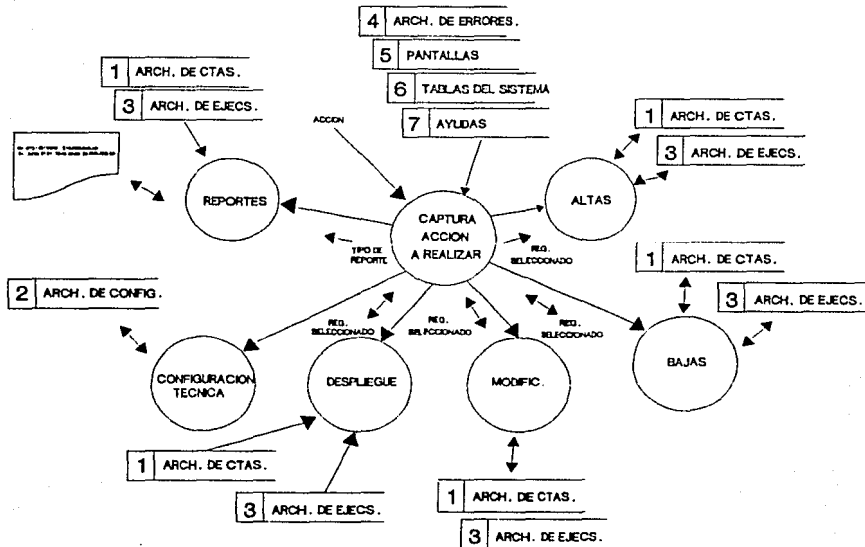 4 ARCH. DE ERRORES.
5 PANTALLAS
6 TABLAS DEL SISTEMA
7 AYUDAS
1 ARCH. DE CTAS.
3 ARCH. DE EJECS.
ACCION
1 ARCH. DE CTAS.
3 ARCH. DE EJECS.
REPORTES
CAPTURA
ACCION
A REALIZAR
ALTAS
TIPO DE
REPORTE
REG.
SELECCIONADO
1 ARCH. DE CTAS.
3 ARCH. DE EJECS.
2 ARCH. DE CONFIG.
REG.
SELECCIONADO
REG.
SELECCIONADO
REG.
SELECCIONADO
CONFIGURACION
TECNICA
DESPLIEGUE
MODIFIC.
BAJAS
1 ARCH. DE CTAS.
3 ARCH. DE EJECS.
1 ARCH. DE CTAS.
3 ARCH. DE EJECS.